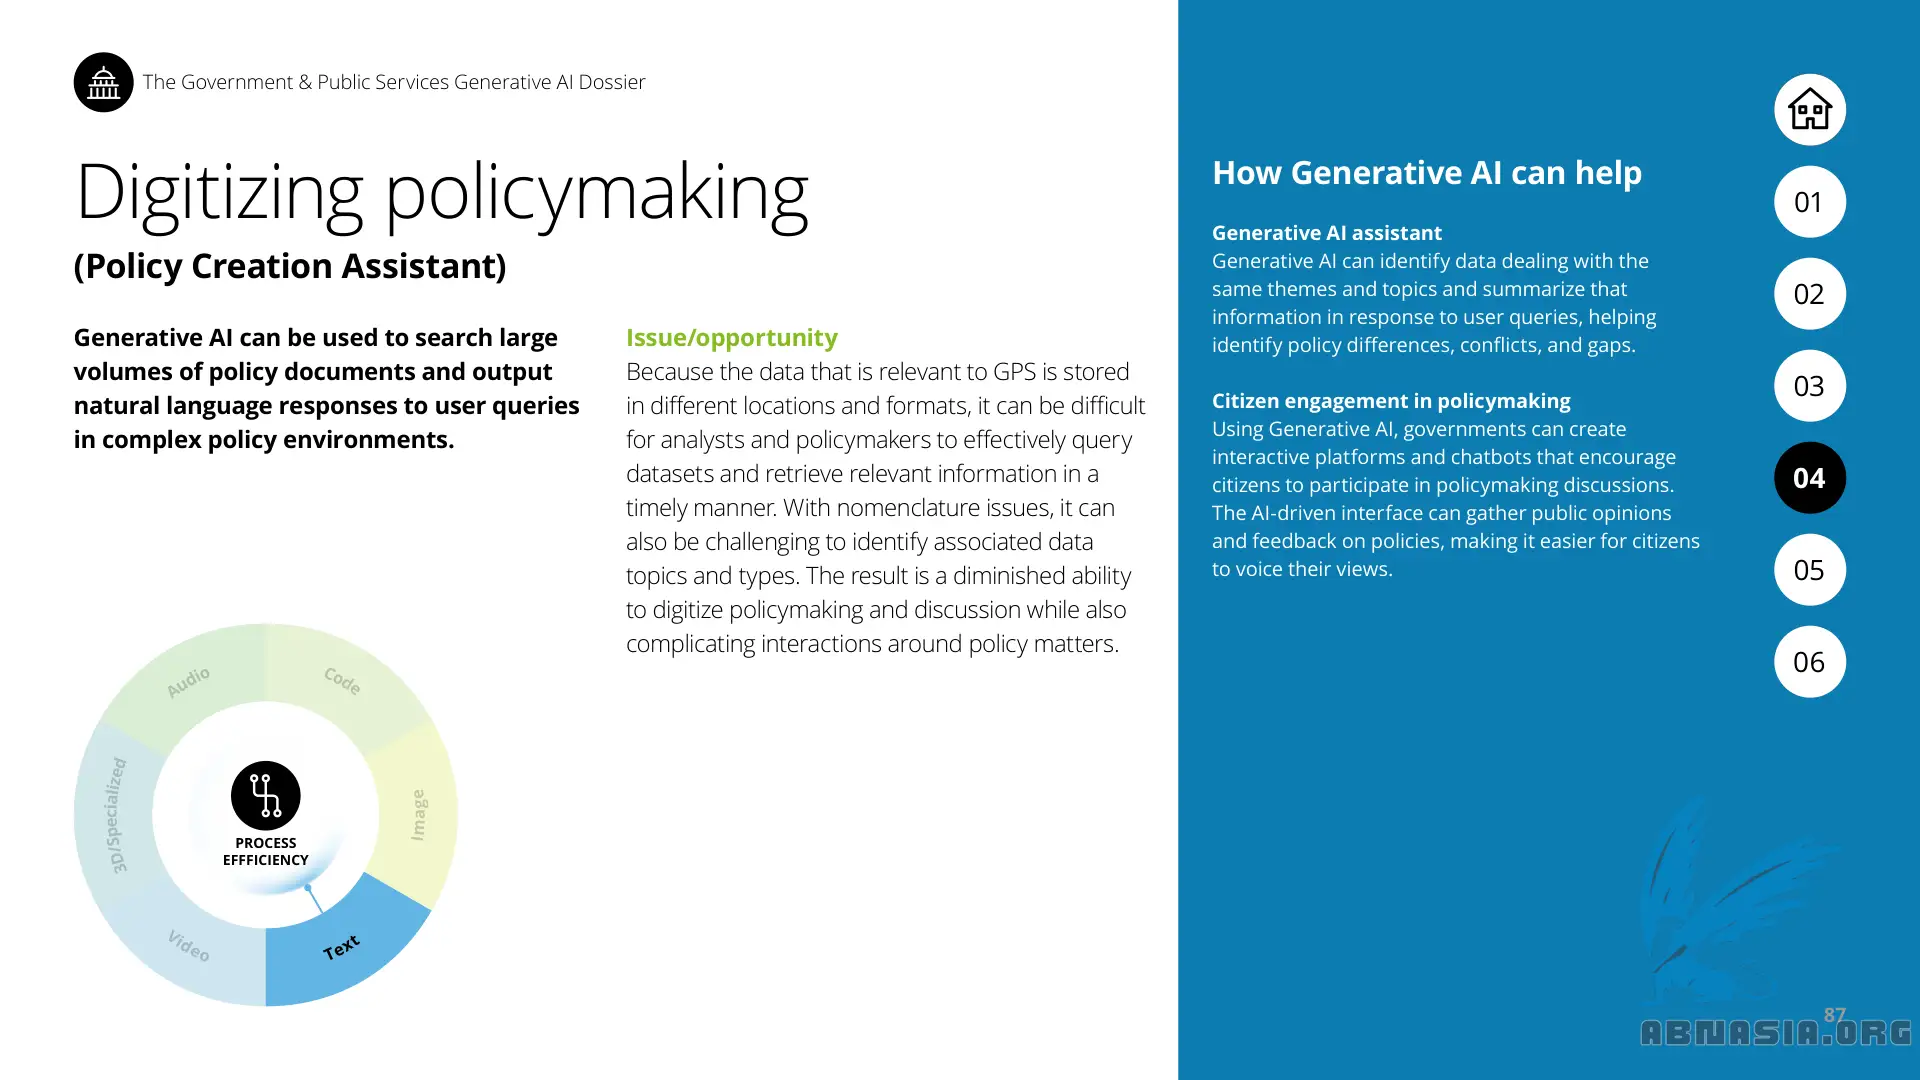 The Government & Public Services Generative AI Dossier
Digitizing policymaking
(Policy Creation Assistant)
Generative AI can be used to search large
volumes of policy documents and output
natural language responses to user queries
in complex policy environments.
Issue/opportunity
Because the data that is relevant to GPS is stored
in different locations and formats, it can be difficult
for analysts and policymakers to effectively query
datasets and retrieve relevant information in a
timely manner. With nomenclature issues, it can
also be challenging to identify associated data
topics and types. The result is a diminished ability
to digitize policymaking and discussion while also
complicating interactions around policy matters.
Audio
Code
Image
Text
Video
3D/Specialized
PROCESS
EFFFICIENCY
How Generative AI can help
Generative AI assistant
Generative AI can identify data dealing with the
same themes and topics and summarize that
information in response to user queries, helping
identify policy differences, conflicts, and gaps.
Citizen engagement in policymaking
Using Generative AI, governments can create
interactive platforms and chatbots that encourage
citizens to participate in policymaking discussions.
The AI-driven interface can gather public opinions
and feedback on policies, making it easier for citizens
to voice their views.
01
02
03
04
05
06
87
ABNASIA.ORG